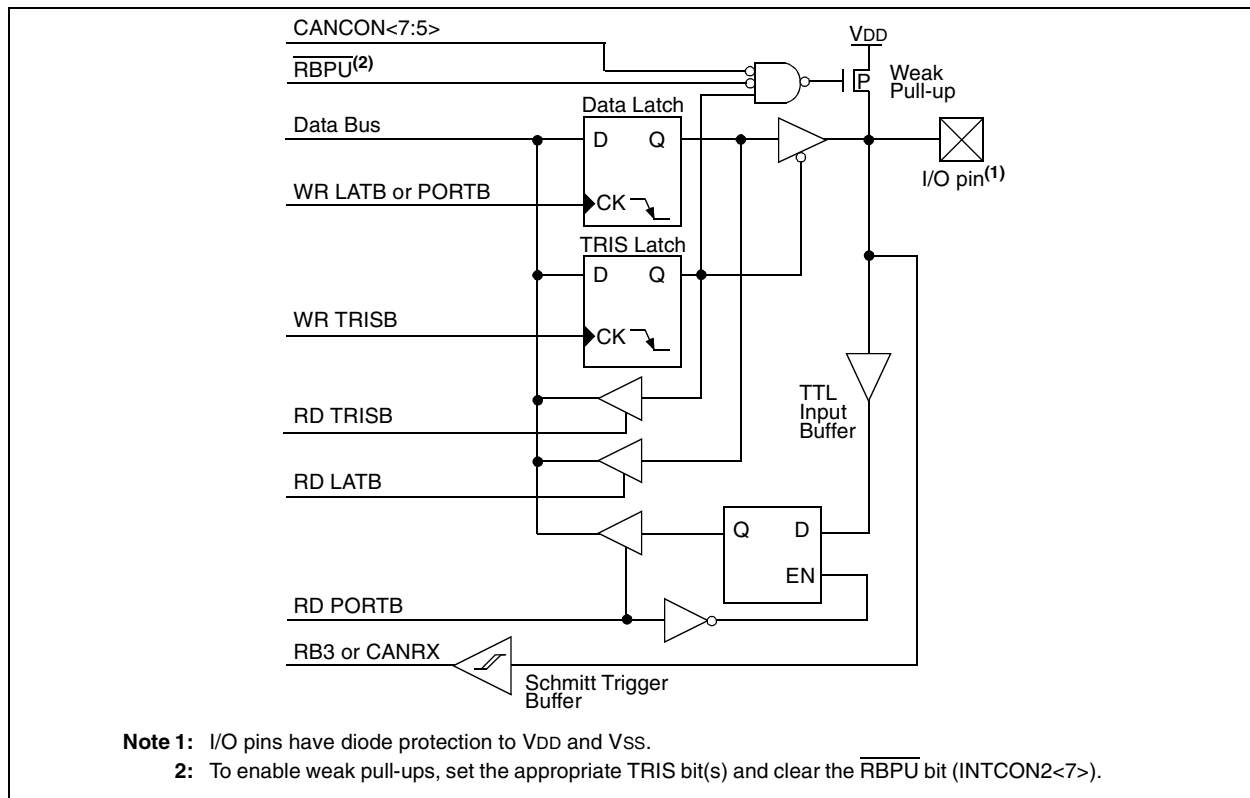 CANCON<7:5>
RBPU(2)
VDD
P
Weak
Pull-up
Data Latch
Data Bus
D Q
I/O pin(1)
WR LATB or PORTB
CK
TRIS Latch
D Q
WR TRISB
CK
TTL
Input
Buffer
RD TRISB
RD LATB
Q D
EN
RD PORTB
RB3 or CANRX
Schmitt Trigger
Buffer
Note 1: I/O pins have diode protection to VDD and VSS.
2: To enable weak pull-ups, set the appropriate TRIS bit(s) and clear the RBPU bit (INTCON2<7>).